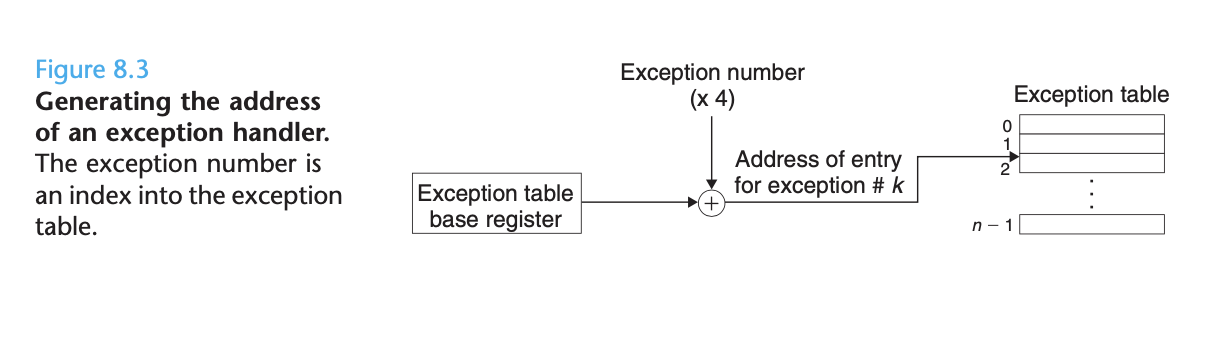 Figure 8.3
Generating the address
of an exception handler.
The exception number is
an index into the exception
table.
Exception number
(x 4)
Exception table
base register
+
Address of entry
for exception # k
Exception table
0
1
2
. . .
n − 1